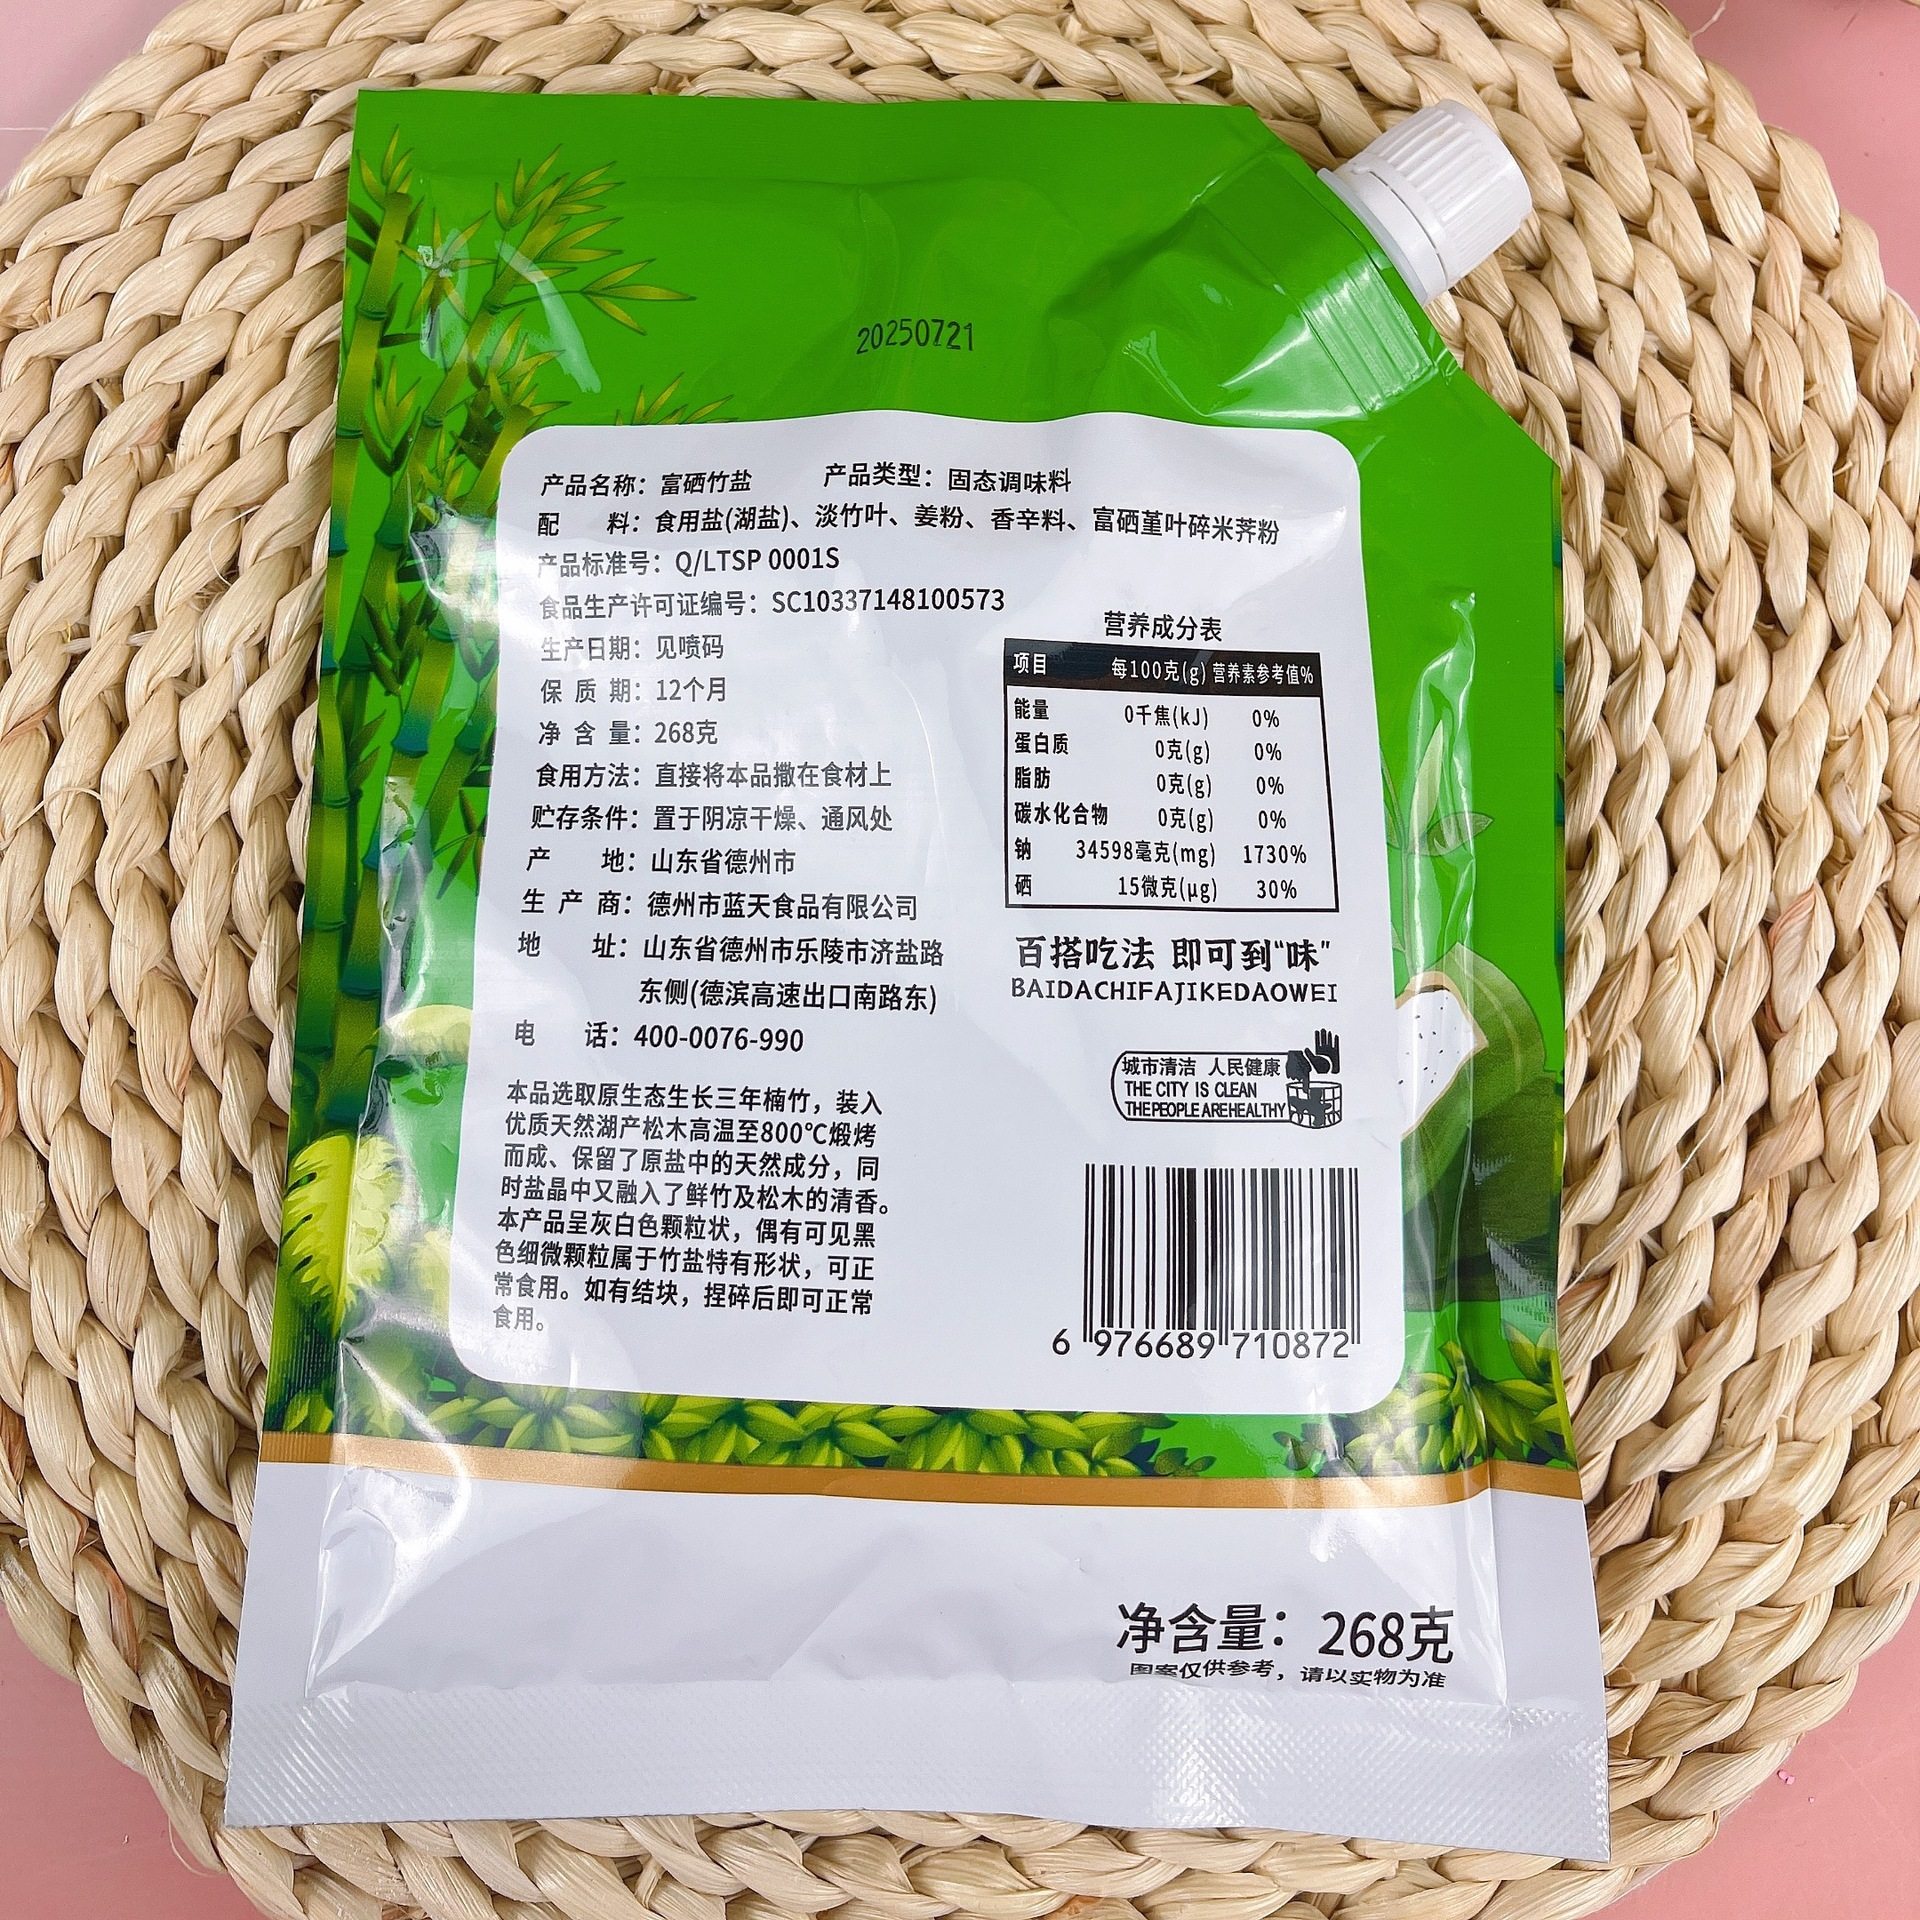 20250721
产品名称：富硒竹盐 产品类型：固态调味料
配 料：食用盐(湖盐)、淡竹叶、姜粉、香辛料、富硒堇叶碎米荠粉
产品标准号：Q/LTSP 0001S
食品生产许可证编号：SC10337148100573
生产日期：见喷码
保 质 期：12个月
净 含 量：268克
食用方法：直接将本品撒在食材上
贮存条件：置于阴凉干燥、通风处
产 地：山东省德州市
生 产 商：德州市蓝天食品有限公司
地 址：山东省德州市乐陵市济盐路
东侧(德滨高速出口南路东)
电 话：400-0076-990
本品选取原生态生长三年楠竹，装入
优质天然湖产松木高温至800℃煅烤
而成、保留了原盐中的天然成分，同
时盐晶中又融入了鲜竹及松木的清香。
本产品呈灰白色颗粒状，偶有可见黑
色细微颗粒属于竹盐特有形状，可正
常食用。如有结块，捏碎后即可正常
食用。
营养成分表
项目 每100克(g) 营养素参考值%
能量 0千焦(kJ) 0%
蛋白质 0克(g) 0%
脂肪 0克(g) 0%
碳水化合物 0克(g) 0%
钠 34598毫克(mg) 1730%
硒 15微克(μg) 30%
百搭吃法 即可到“味”
BAIDACHIFAJIKEDAOWEI
城市清洁 人民健康
THE CITY IS CLEAN
THE PEOPLE ARE HEALTHY
6 976689 710872
净含量：268克
图案仅供参考，请以实物为准